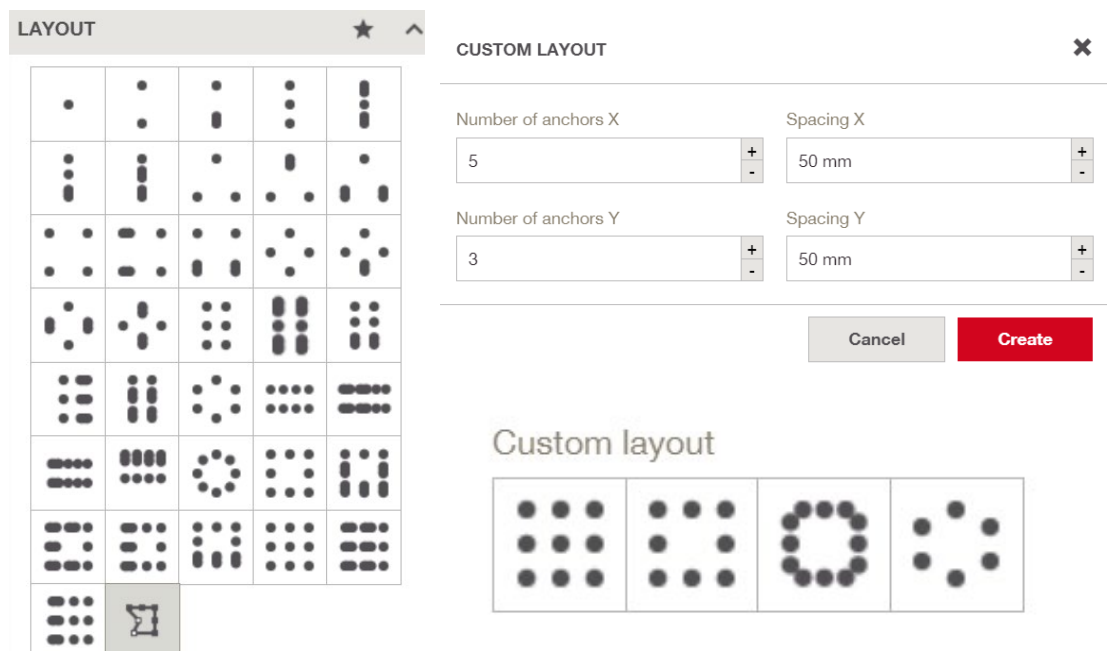 LAYOUT
CUSTOM LAYOUT
Number of anchors X
Spacing X
5
+
-
50 mm
+
-
Number of anchors Y
Spacing Y
3
+
-
50 mm
+
-
Cancel
Create
Custom layout